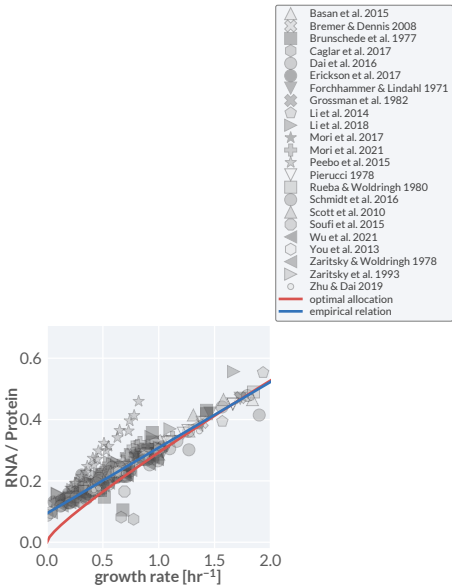 Basan et al. 2015
Bremer & Dennis 2008
Brunschede et al. 1977
Caglar et al. 2017
Dai et al. 2016
Erickson et al. 2017
Forchhammer & Lindahl 1971
Grossman et al. 1982
Li et al. 2014
Li et al. 2018
Mori et al. 2017
Mori et al. 2021
Peebo et al. 2015
Pierucci 1978
Rueba & Woldringh 1980
Schmidt et al. 2016
Scott et al. 2010
Soufi et al. 2015
Wu et al. 2021
You et al. 2013
Zaritsky & Woldringh 1978
Zaritsky et al. 1993
Zhu & Dai 2019
optimal allocation
empirical relation
0.6
0.4
0.2
0.0
RNA / Protein
0.0 0.5 1.0 1.5 2.0
growth rate [hr⁻¹]